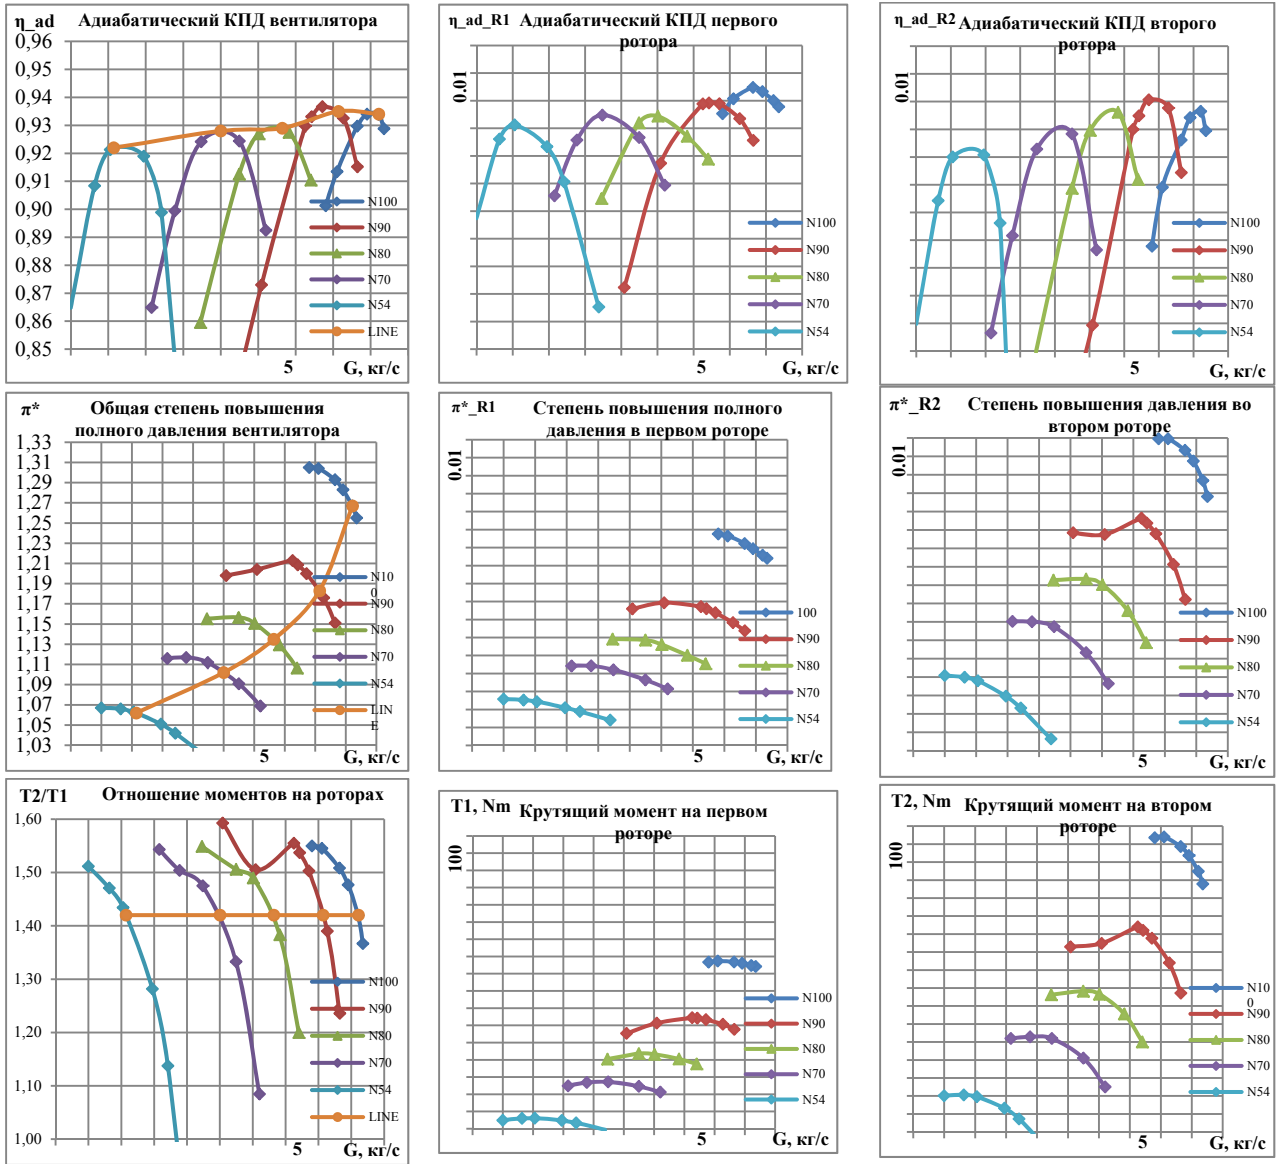 η_ad Адиабатический КПД вентилятора
0,96
0,95
0,94
0,93
0,92
0,91
0,90
0,89
0,88
0,87
0,86
0,85
N100
N90
N80
N70
N54
LINE
5 G, кг/с
η_ad_R1 Адиабатический КПД первого
ротора
0.01
N100
N90
N80
N70
N54
5 G, кг/с
η_ad_R2 Адиабатический КПД второго
ротора
0.01
N100
N90
N80
N70
N54
5 G, кг/с
π* Общая степень повышения
полного давления вентилятора
1,33
1,31
1,29
1,27
1,25
1,23
1,21
1,19
1,17
1,15
1,13
1,11
1,09
1,07
1,05
1,03
N10
0
N90
N80
N70
N54
LIN
E
5 G, кг/с
π*_R1 Степень повышения полного
давления в первом роторе
0.01
100
N90
N80
N70
N54
5 G, кг/с
π*_R2 Степень повышения давления во
втором роторе
0.01
N100
N90
N80
N70
N54
5 G, кг/с
T2/T1 Отношение моментов на роторах
1,60
1,50
1,40
1,30
1,20
1,10
1,00
N100
N90
N80
N70
N54
LINE
5 G, кг/с
T1, Nm Крутящий момент на первом
роторе
100
N100
N90
N80
N70
N54
5 G, кг/с
T2, Nm Крутящий момент на втором
роторе
100
N10
0
N90
N80
N70
N54
5 G, кг/с